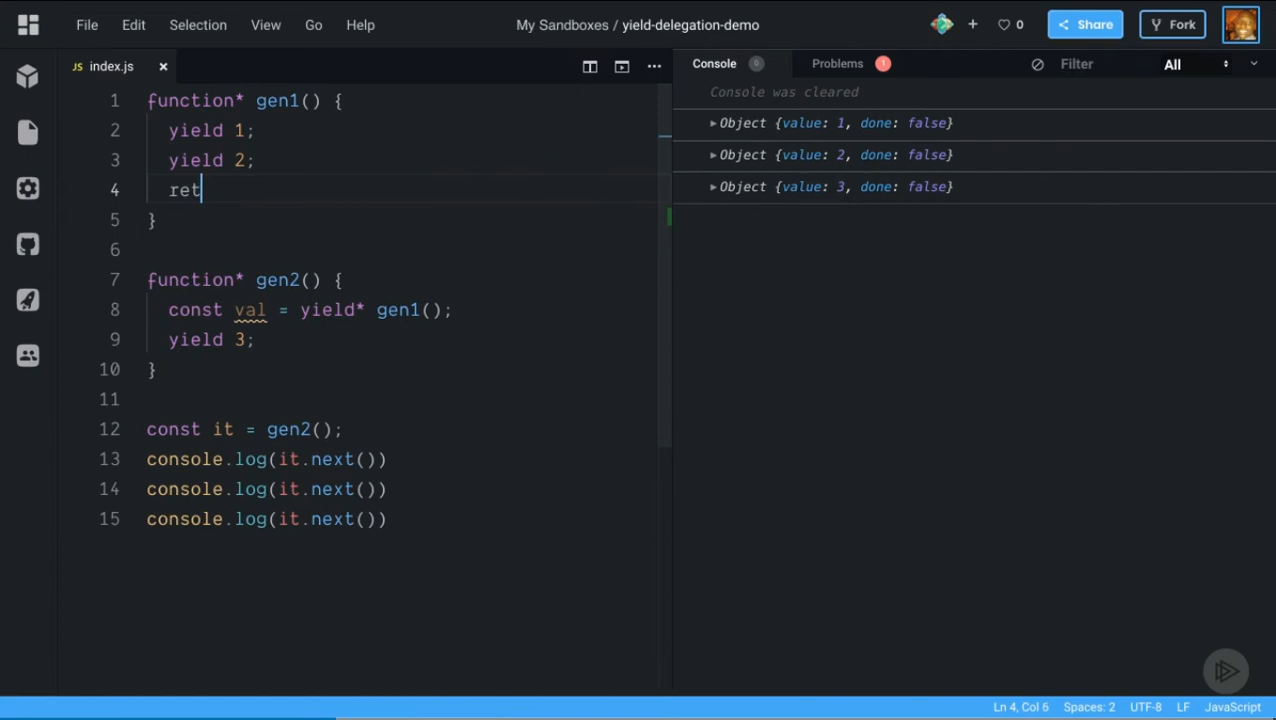 File Edit Selection View Go Help My Sandboxes / yield-delegation-demo + 0 Share Fork
JS index.js × ... Console 0 Problems 1 Filter All
1 function* gen1() {
2 yield 1;
3 yield 2;
4 ret
5 }
6
7 function* gen2() {
8 const val = yield* gen1();
9 yield 3;
10 }
11
12 const it = gen2();
13 console.log(it.next())
14 console.log(it.next())
15 console.log(it.next())
Console was cleared
Object {value: 1, done: false}
Object {value: 2, done: false}
Object {value: 3, done: false}
Ln 4, Col 6 Spaces: 2 UTF-8 LF JavaScript